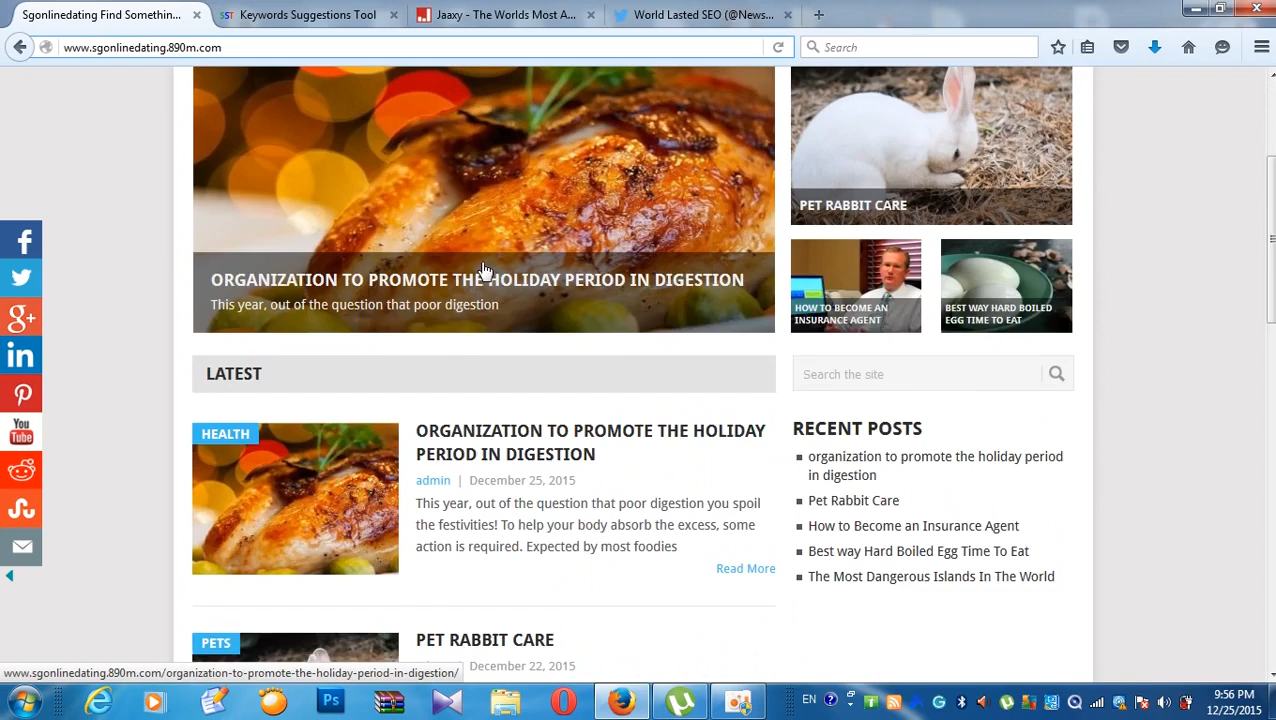 Sgonlinedating Find Somethin...
Keywords Suggestions Tool
Jaaxy - The Worlds Most A...
World Lasted SEO (@News...
www.sgonlinedating.890m.com
Search
ORGANIZATION TO PROMOTE THE HOLIDAY PERIOD IN DIGESTION
This year, out of the question that poor digestion
PET RABBIT CARE
HOW TO BECOME AN
INSURANCE AGENT
BEST WAY HARD BOILED
EGG TIME TO EAT
LATEST
Search the site
HEALTH
ORGANIZATION TO PROMOTE THE HOLIDAY
PERIOD IN DIGESTION
admin | December 25, 2015
This year, out of the question that poor digestion you spoil
the festivities! To help your body absorb the excess, some
action is required. Expected by most foodies
Read More
RECENT POSTS
organization to promote the holiday period
in digestion
Pet Rabbit Care
How to Become an Insurance Agent
Best way Hard Boiled Egg Time To Eat
The Most Dangerous Islands In The World
PETS
PET RABBIT CARE
December 22, 2015
www.sgonlinedating.890m.com/organization-to-promote-the-holiday-period-in-digestion/
You
Tube
SST
Ps
EN
9:56 PM
12/25/2015